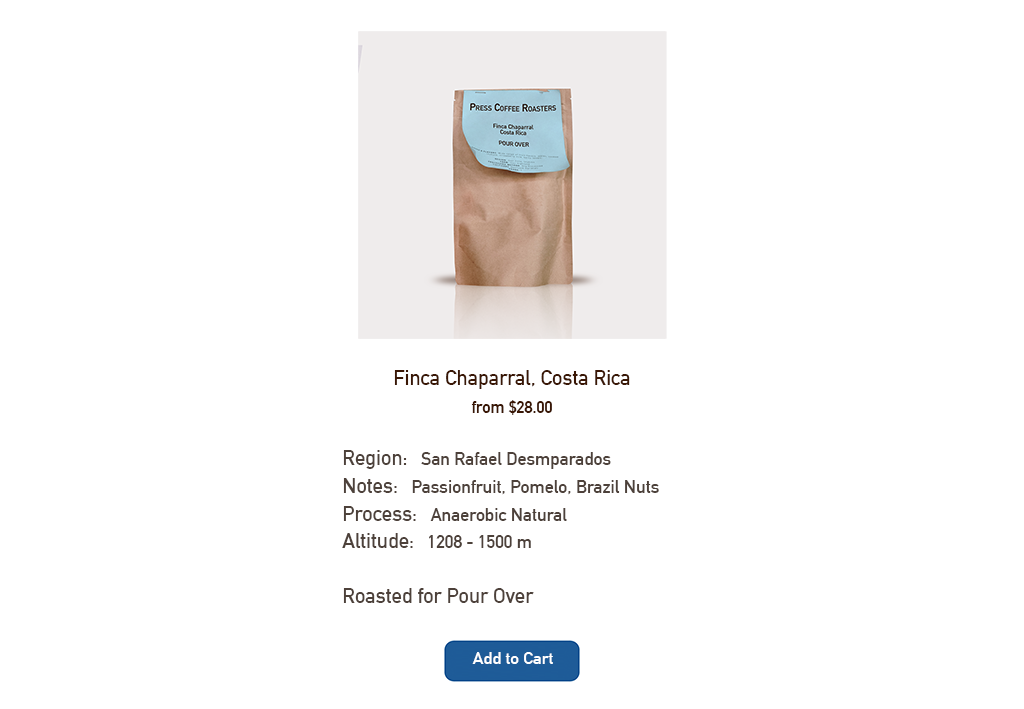 PRESS COFFEE ROASTERS
Finca Chaparral
Costa Rica
POUR OVER
Finca Chaparral, Costa Rica
from $28.00
Region: San Rafael Desmparados
Notes: Passionfruit, Pomelo, Brazil Nuts
Process: Anaerobic Natural
Altitude: 1208 - 1500 m
Roasted for Pour Over
Add to Cart